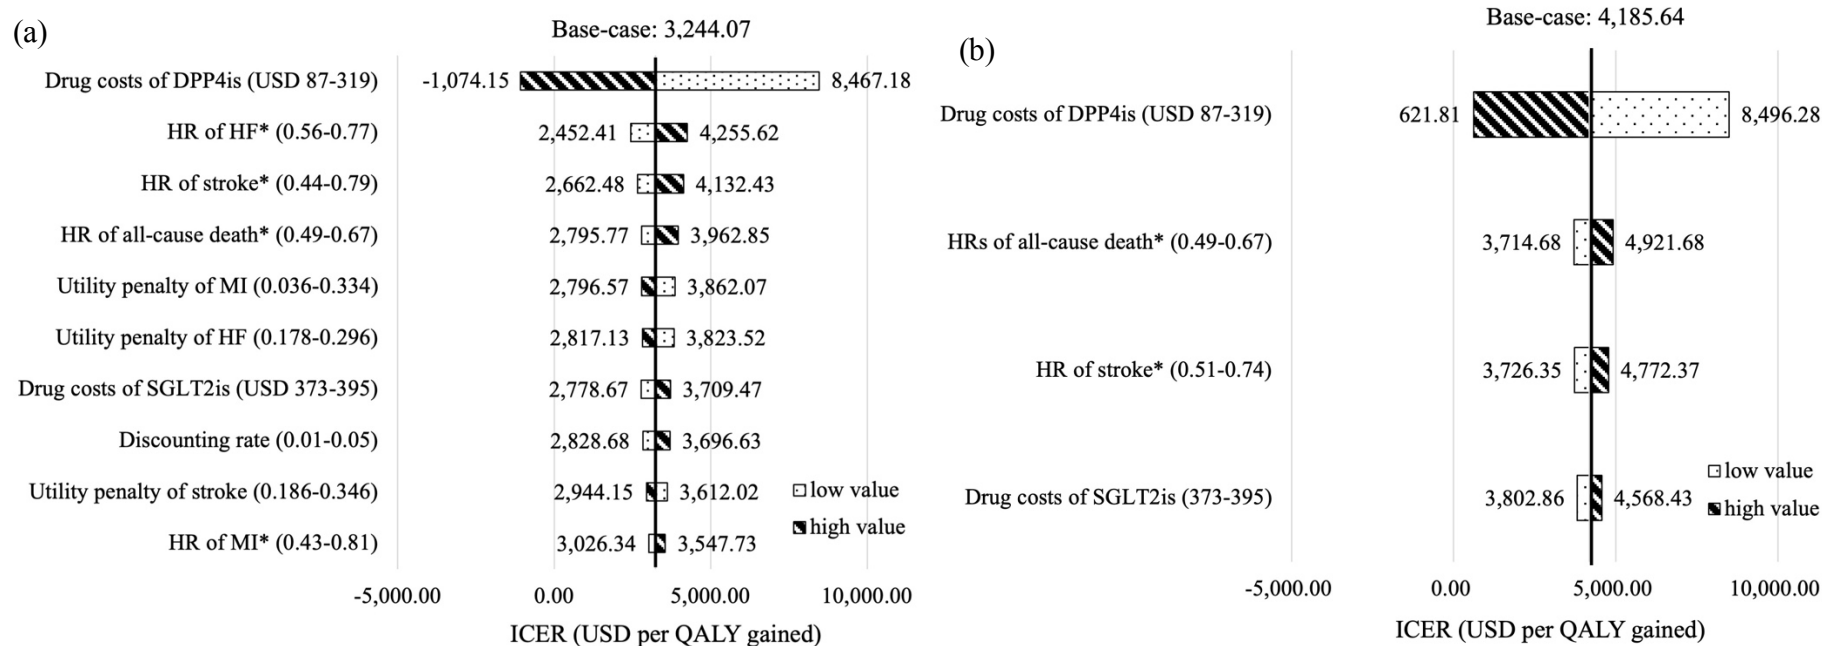 (a)
Base-case: 3,244.07
Drug costs of DPP4is (USD 87-319) -1,074.15 8,467.18
HR of HF* (0.56-0.77) 2,452.41 4,255.62
HR of stroke* (0.44-0.79) 2,662.48 4,132.43
HR of all-cause death* (0.49-0.67) 2,795.77 3,962.85
Utility penalty of MI (0.036-0.334) 2,796.57 3,862.07
Utility penalty of HF (0.178-0.296) 2,817.13 3,823.52
Drug costs of SGLT2is (USD 373-395) 2,778.67 3,709.47
Discounting rate (0.01-0.05) 2,828.68 3,696.63
Utility penalty of stroke (0.186-0.346) 2,944.15 3,612.02
HR of MI* (0.43-0.81) 3,026.34 3,547.73
low value
high value
-5,000.00 0.00 5,000.00 10,000.00
ICER (USD per QALY gained)
(b)
Base-case: 4,185.64
Drug costs of DPP4is (USD 87-319) 621.81 8,496.28
HRs of all-cause death* (0.49-0.67) 3,714.68 4,921.68
HR of stroke* (0.51-0.74) 3,726.35 4,772.37
Drug costs of SGLT2is (373-395) 3,802.86 4,568.43
low value
high value
-5,000.00 0.00 5,000.00 10,000.00
ICER (USD per QALY gained)